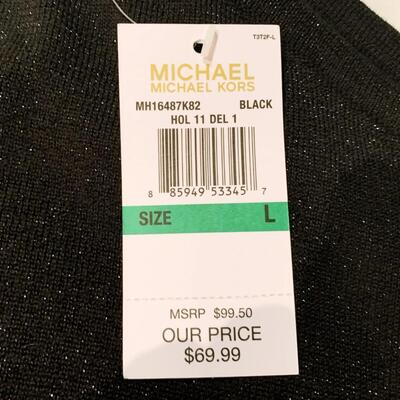 T3T2F-L
MICHAEL
MICHAEL KORS
MH16487K82 BLACK
HOL 11 DEL 1
8 85949 53345 7
SIZE L
MSRP $99.50
OUR PRICE
$69.99